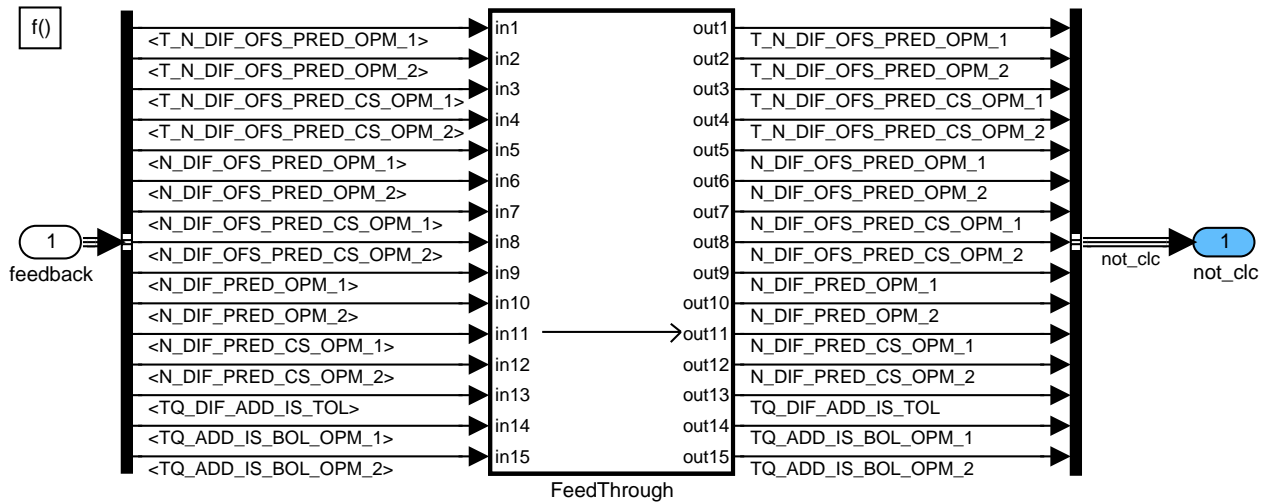 f()
in1 out1
<T_N_DIF_OFS_PRED_OPM_1> T_N_DIF_OFS_PRED_OPM_1
in2 out2
<T_N_DIF_OFS_PRED_OPM_2> T_N_DIF_OFS_PRED_OPM_2
in3 out3
<T_N_DIF_OFS_PRED_CS_OPM_1> T_N_DIF_OFS_PRED_CS_OPM_1
in4 out4
<T_N_DIF_OFS_PRED_CS_OPM_2> T_N_DIF_OFS_PRED_CS_OPM_2
in5 out5
<N_DIF_OFS_PRED_OPM_1> N_DIF_OFS_PRED_OPM_1
in6 out6
<N_DIF_OFS_PRED_OPM_2> N_DIF_OFS_PRED_OPM_2
in7 out7
<N_DIF_OFS_PRED_CS_OPM_1> N_DIF_OFS_PRED_CS_OPM_1
1 in8 out8 1
<N_DIF_OFS_PRED_CS_OPM_2> N_DIF_OFS_PRED_CS_OPM_2 not_clc
feedback in9 out9 not_clc
<N_DIF_PRED_OPM_1> N_DIF_PRED_OPM_1
in10 out10
<N_DIF_PRED_OPM_2> N_DIF_PRED_OPM_2
in11 out11
<N_DIF_PRED_CS_OPM_1> N_DIF_PRED_CS_OPM_1
in12 out12
<N_DIF_PRED_CS_OPM_2> N_DIF_PRED_CS_OPM_2
in13 out13
<TQ_DIF_ADD_IS_TOL> TQ_DIF_ADD_IS_TOL
in14 out14
<TQ_ADD_IS_BOL_OPM_1> TQ_ADD_IS_BOL_OPM_1
in15 out15
<TQ_ADD_IS_BOL_OPM_2> TQ_ADD_IS_BOL_OPM_2
FeedThrough